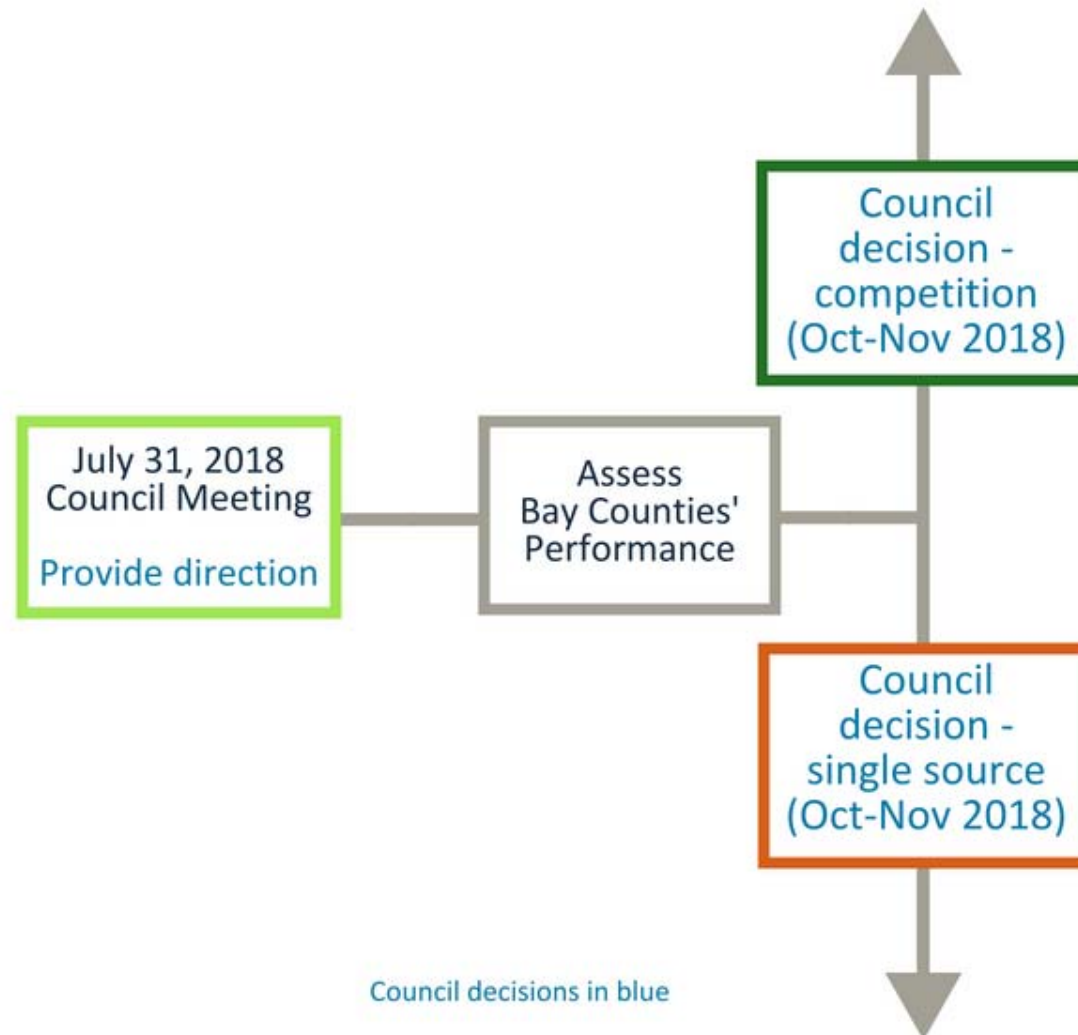 July 31, 2018
Council Meeting
Provide direction
Assess
Bay Counties'
Performance
Council
decision -
competition
(Oct-Nov 2018)
Council
decision -
single source
(Oct-Nov 2018)
Council decisions in blue